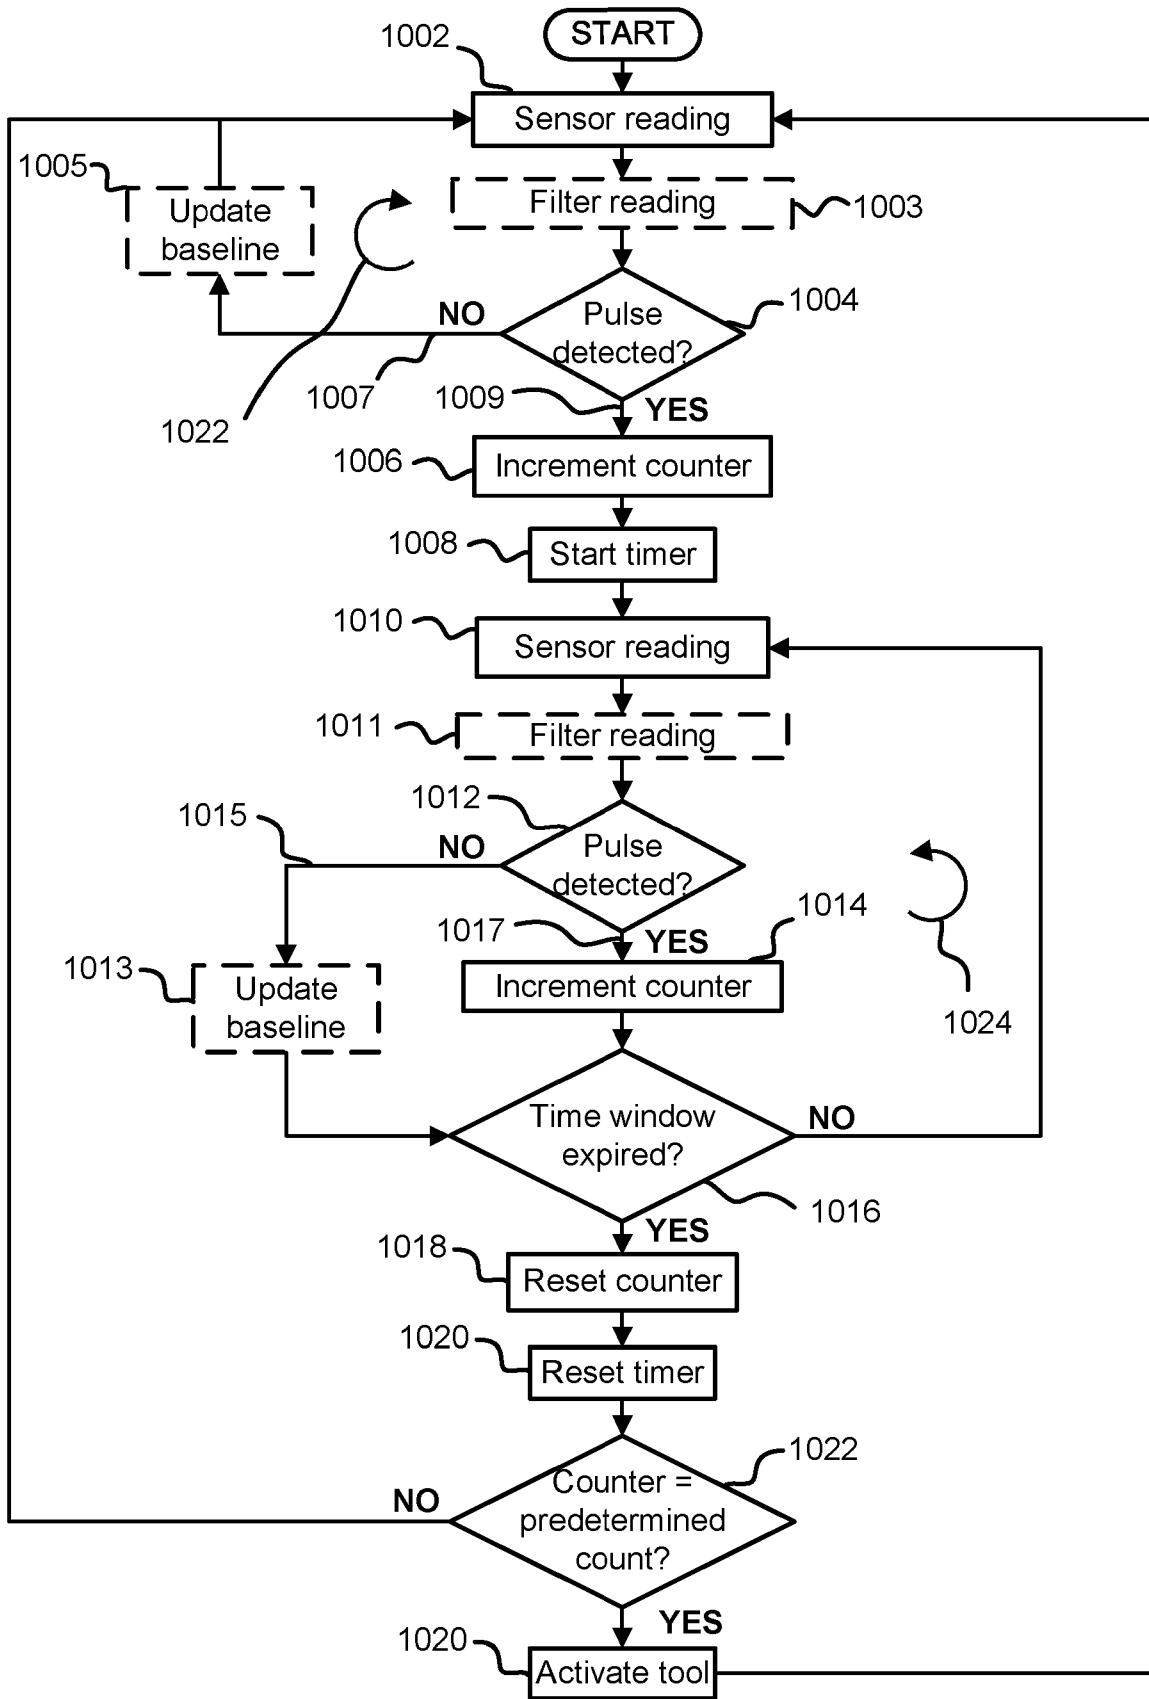 START
1002
Sensor reading
1005
Update
baseline
Filter reading
1003
1004
Pulse
detected?
NO
1007
1022
1009
YES
1006
Increment counter
1008
Start timer
1010
Sensor reading
1011
Filter reading
1012
1015
NO
Pulse
detected?
1014
1017
YES
1013
Update
baseline
Increment counter
1024
Time window
expired?
NO
1016
YES
1018
Reset counter
1020
Reset timer
1022
NO
Counter =
predetermined
count?
YES
1020
Activate tool